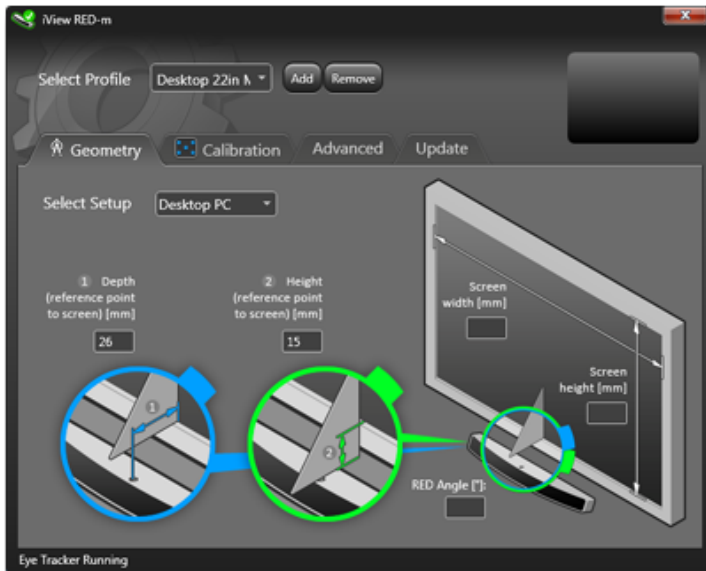 iView RED-m
X
Select Profile
Desktop 22in M
Add
Remove
Geometry
Calibration
Advanced
Update
Select Setup
Desktop PC
1 Depth
(reference point
to screen) [mm]
26
2 Height
(reference point
to screen) [mm]
15
Screen
width [mm]
Screen
height [mm]
1
2
RED Angle [°]:
Eye Tracker Running